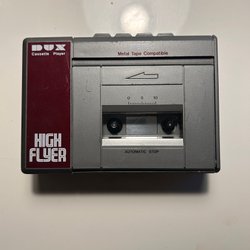 DUX
Cassette Player
Metal Tape Compatible
0 5 10
HIGH
FLYER
AUTOMATIC STOP